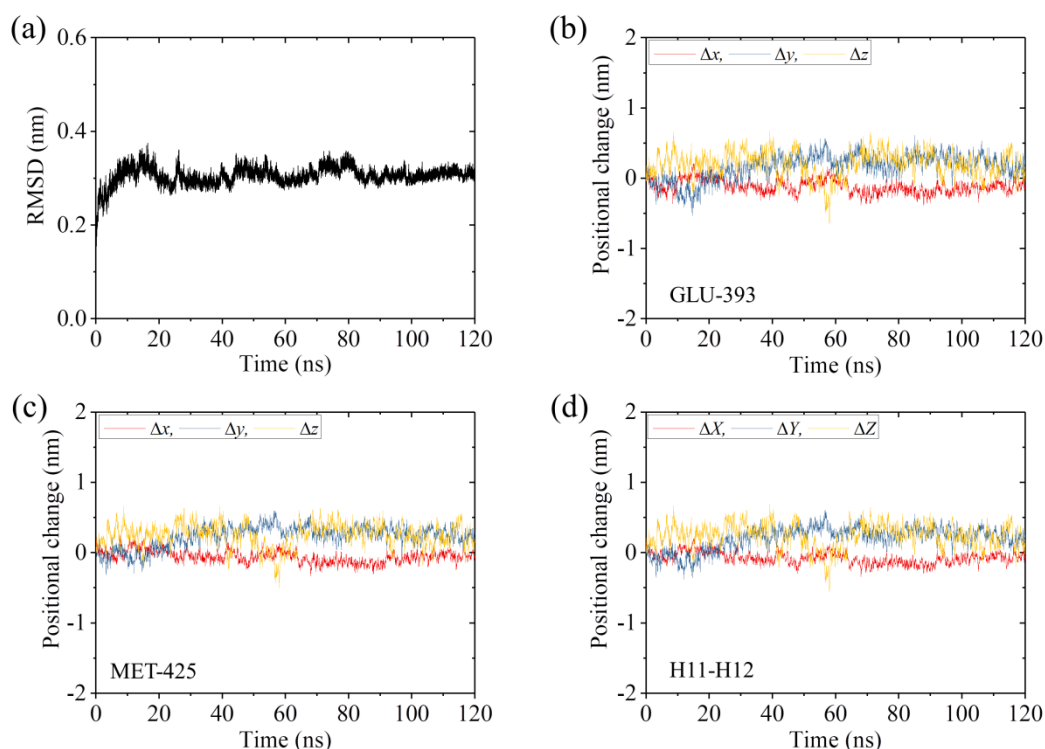 (a)
0.6
0.4
0.2
0.0
RMSD (nm)
0 20 40 60 80 100 120
Time (ns)
(b)
Δx, Δy, Δz
2
1
0
-1
-2
Positional change (nm)
GLU-393
0 20 40 60 80 100 120
Time (ns)
(c)
Δx, Δy, Δz
2
1
0
-1
-2
Positional change (nm)
MET-425
0 20 40 60 80 100 120
Time (ns)
(d)
ΔX, ΔY, ΔZ
2
1
0
-1
-2
Positional change (nm)
H11-H12
0 20 40 60 80 100 120
Time (ns)